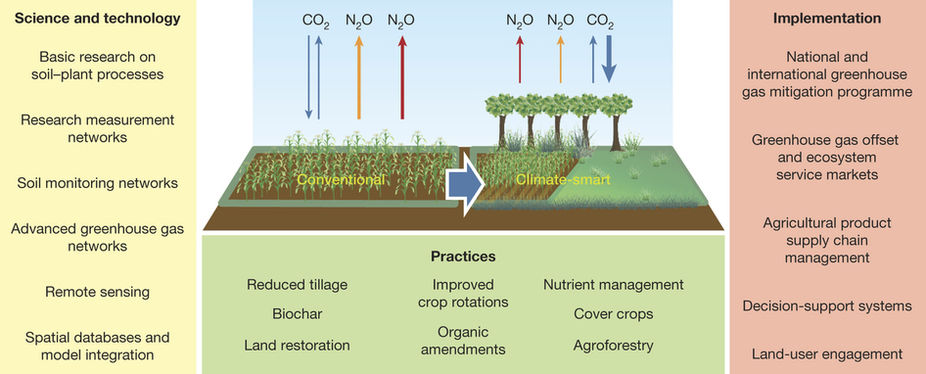 Science and technology
Basic research on
soil–plant processes
Research measurement
networks
Soil monitoring networks
Advanced greenhouse gas
networks
Remote sensing
Spatial databases and
model integration
CO₂ N₂O N₂O
N₂O N₂O CO₂
Conventional
Climate-smart
Practices
Reduced tillage
Biochar
Land restoration
Improved
crop rotations
Organic
amendments
Nutrient management
Cover crops
Agroforestry
Implementation
National and
international greenhouse
gas mitigation programme
Greenhouse gas offset
and ecosystem
service markets
Agricultural product
supply chain
management
Decision-support systems
Land-user engagement